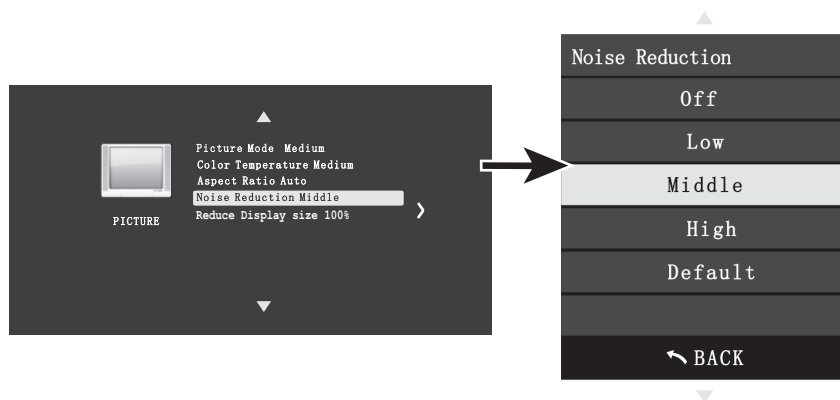 Picture Mode Medium
Color Temperature Medium
Aspect Ratio Auto
Noise Reduction Middle
Reduce Display size 100%
PICTURE
Noise Reduction
Off
Low
Middle
High
Default
BACK